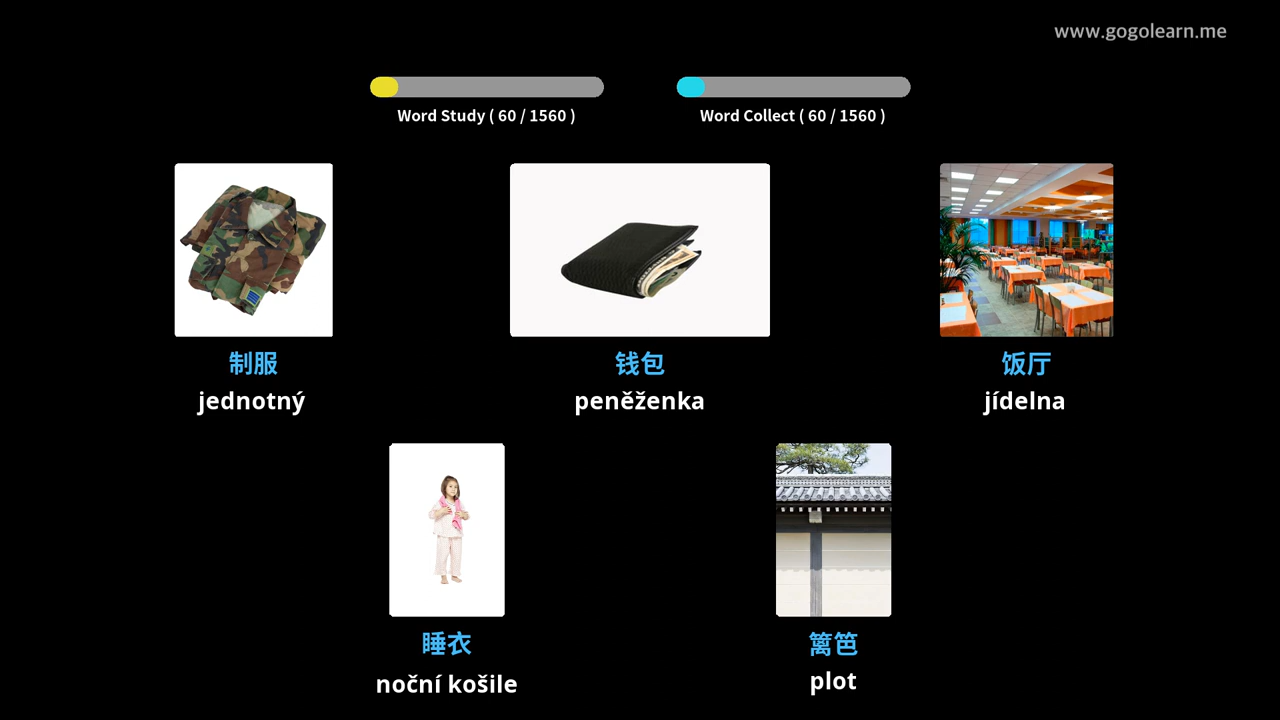 www.gogolearn.me
Word Study ( 60 / 1560 )
Word Collect ( 60 / 1560 )
制服
钱包
饭厅
jednotný
peněženka
jídelna
睡衣
篱笆
noční košile
plot